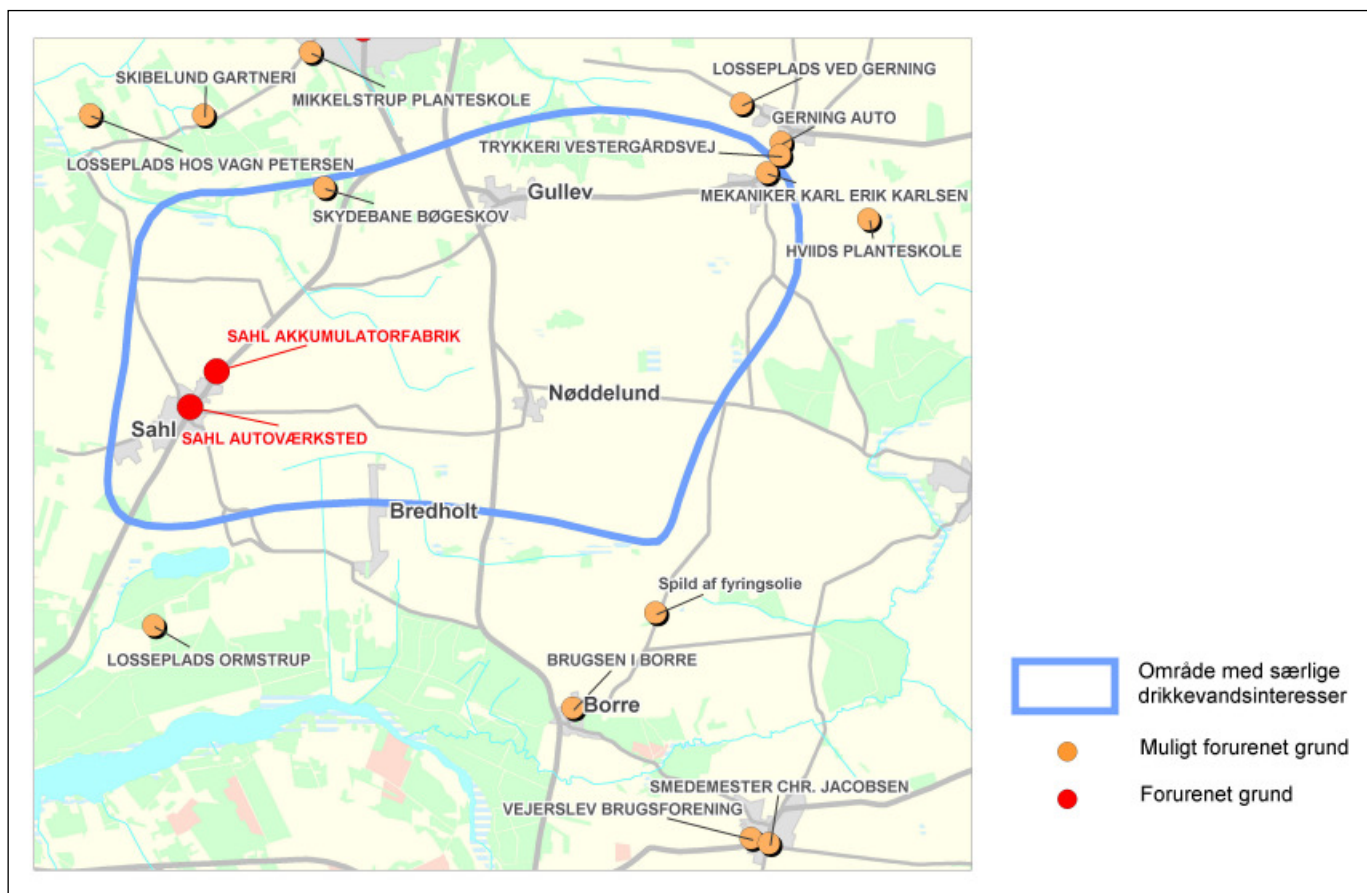 SKIBELUND GARTNERI
MIKKELSTRUP PLANTESKOLE
LOSSEPLADS VED GERNING
GERNING AUTO
LOSSEPLADS HOS VAGN PETERSEN
TRYKKERI VESTERGÅRDSVEJ
SKYDEBANE BØGESKOV
Gullev
MEKANIKER KARL ERIK KARLSEN
HVIIDS PLANTESKOLE
SAHL AKKUMULATORFABRIK
Nøddelund
Sahl
SAHL AUTOVÆRKSTED
Bredholt
Spild af fyringsolie
LOSSEPLADS ORMSTRUP
BRUGSEN I BORRE
Borre
SMEDEMESTER CHR. JACOBSEN
VEJERSLEV BRUGSFORENING
Område med særlige
drikkevandsinteresser
Muligt forurenet grund
Forurenet grund